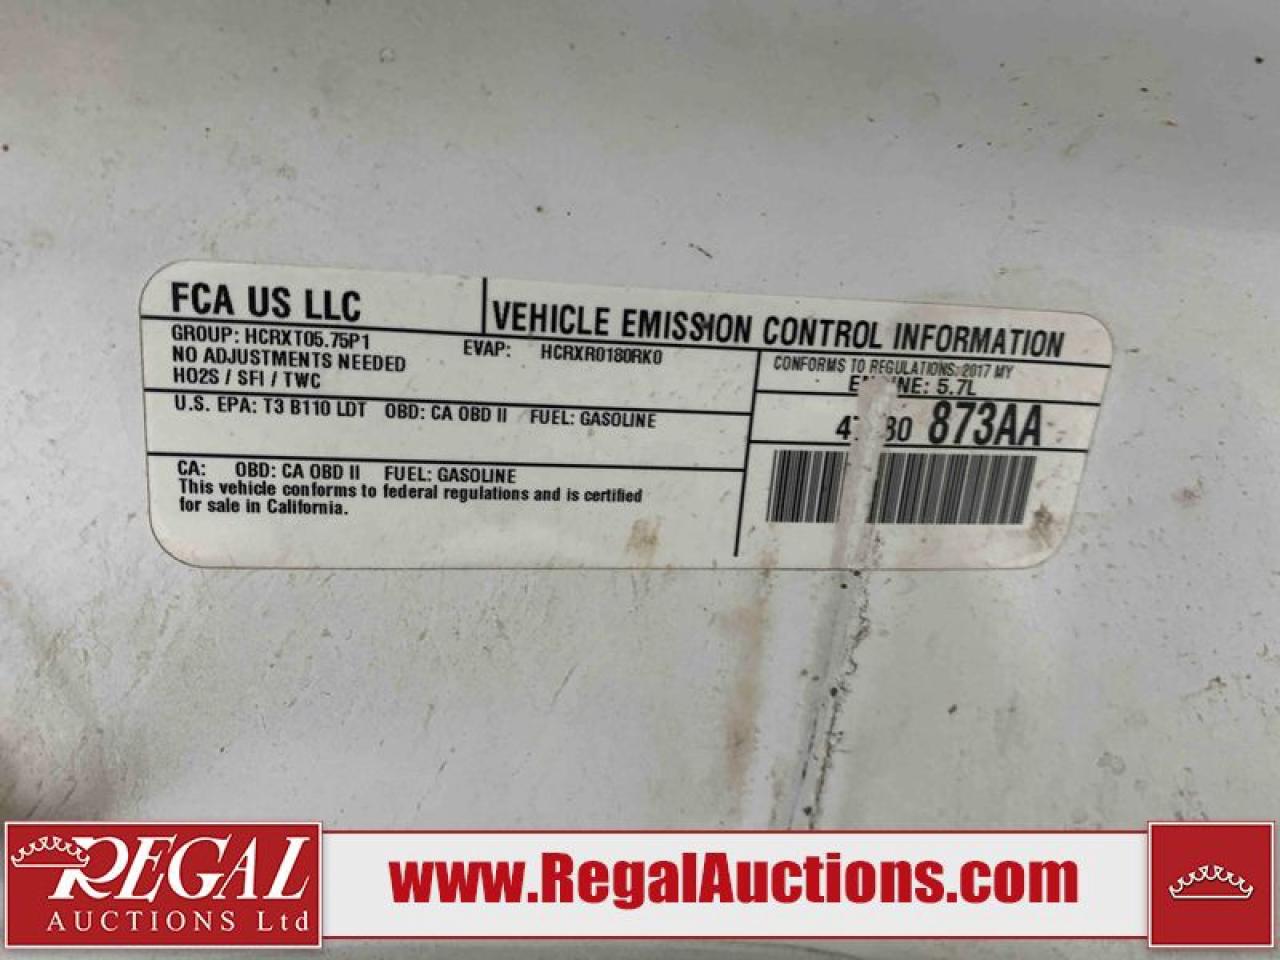 FCA US LLC
VEHICLE EMISSION CONTROL INFORMATION
GROUP: HCRXT05.75P1
EVAP: HCRXR0180RK0
NO ADJUSTMENTS NEEDED
HO2S / SFI / TWC
CONFORMS TO REGULATIONS: 2017 MY
5.7L
U.S. EPA: T3 B110 LDT OBD: CA OBD II FUEL: GASOLINE
873AA
CA: OBD: CA OBD II FUEL: GASOLINE
This vehicle conforms to federal regulations and is certified
for sale in California.
REGAL
AUCTIONS Ltd
www.RegalAuctions.com